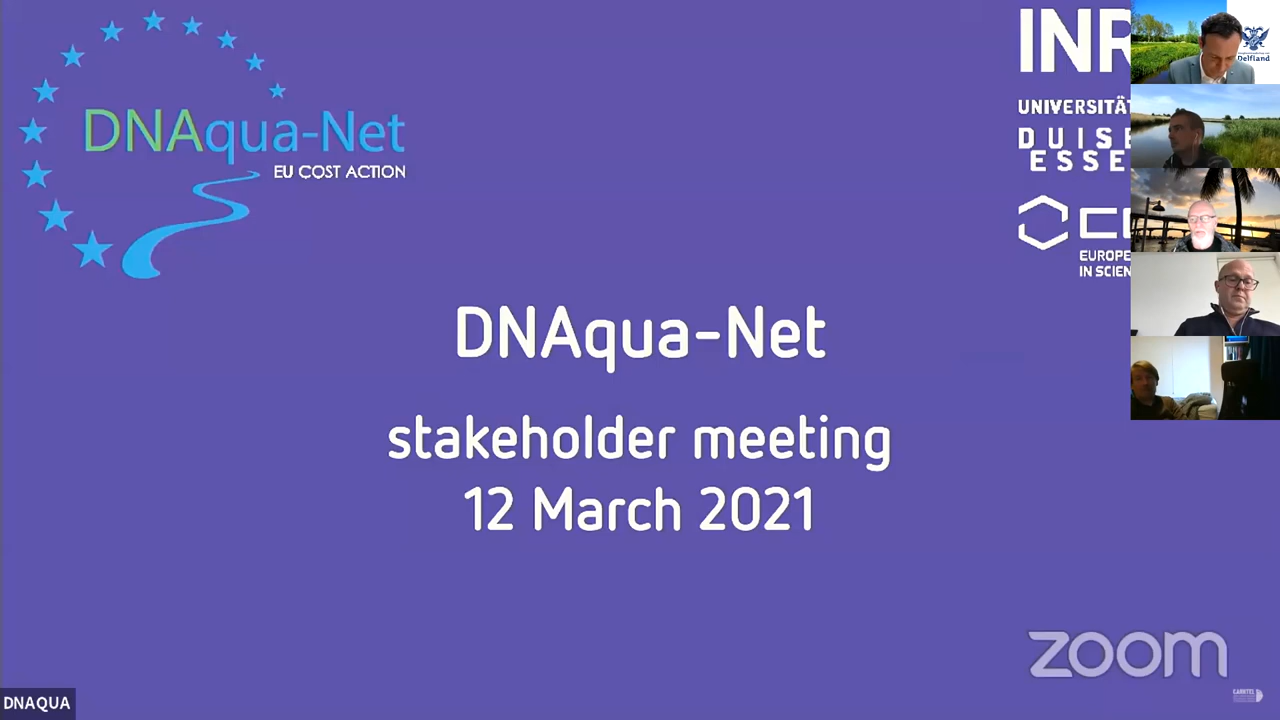 DNAqua-Net
EU COST ACTION
INR
UNIVERSITÄT
DUISE
ESSE
EUROPE
IN SCIEN
Delfland
DNAqua-Net
stakeholder meeting
12 March 2021
zoom
CARRTEL
DNAQUA